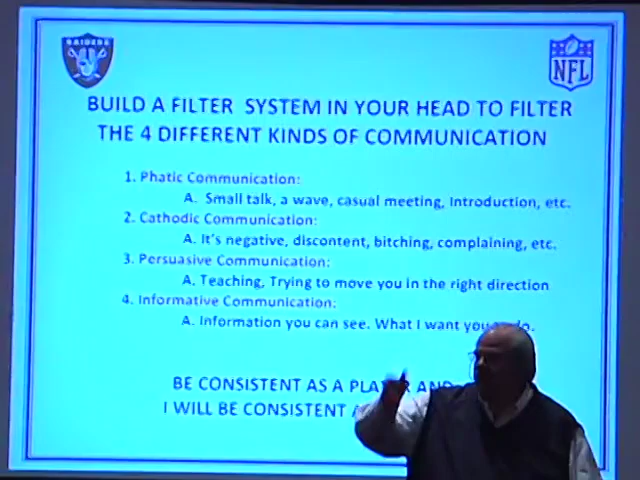 RAIDERS
NFL
BUILD A FILTER SYSTEM IN YOUR HEAD TO FILTER
THE 4 DIFFERENT KINDS OF COMMUNICATION
1. Phatic Communication:
A. Small talk, a wave, casual meeting, Introduction, etc.
2. Cathodic Communication:
A. It's negative, discontent, bitching, complaining, etc.
3. Persuasive Communication:
A. Teaching, Trying to move you in the right direction
4. Informative Communication:
A. Information you can see. What I want you do.
BE CONSISTENT AS A PLAYER AND
I WILL BE CONSISTENT